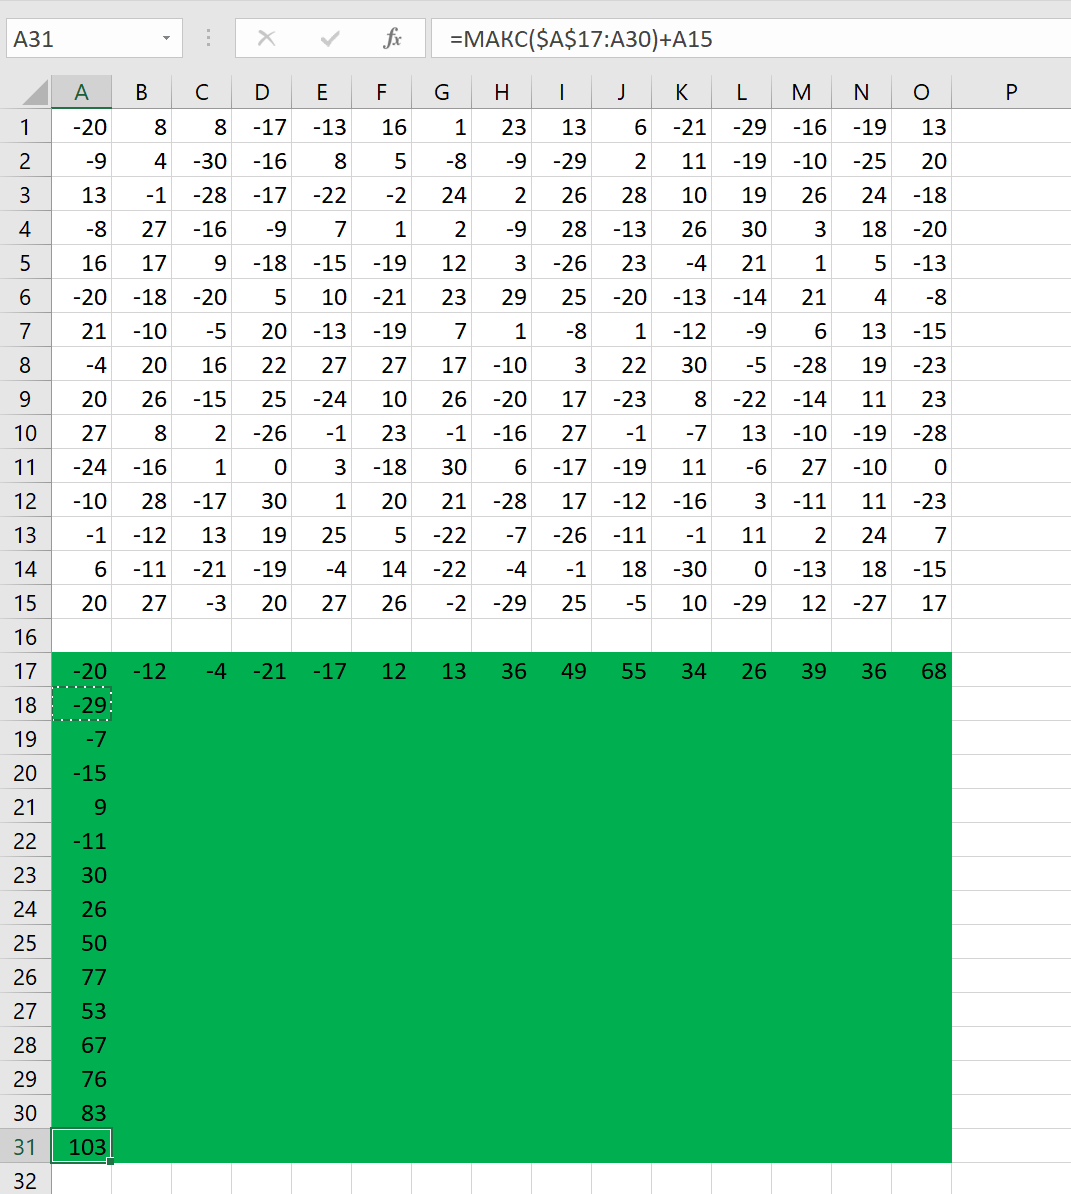 A31 fx =МАКС($A$17:A30)+A15
A B C D E F G H I J K L M N O P
1 -20 8 8 -17 -13 16 1 23 13 6 -21 -29 -16 -19 13
2 -9 4 -30 -16 8 5 -8 -9 -29 2 11 -19 -10 -25 20
3 13 -1 -28 -17 -22 -2 24 2 26 28 10 19 26 24 -18
4 -8 27 -16 -9 7 1 2 -9 28 -13 26 30 3 18 -20
5 16 17 9 -18 -15 -19 12 3 -26 23 -4 21 1 5 -13
6 -20 -18 -20 5 10 -21 23 29 25 -20 -13 -14 21 4 -8
7 21 -10 -5 20 -13 -19 7 1 -8 1 -12 -9 6 13 -15
8 -4 20 16 22 27 27 17 -10 3 22 30 -5 -28 19 -23
9 20 26 -15 25 -24 10 26 -20 17 -23 8 -22 -14 11 23
10 27 8 2 -26 -1 23 -1 -16 27 -1 -7 13 -10 -19 -28
11 -24 -16 1 0 3 -18 30 6 -17 -19 11 -6 27 -10 0
12 -10 28 -17 30 1 20 21 -28 17 -12 -16 3 -11 11 -23
13 -1 -12 13 19 25 5 -22 -7 -26 -11 -1 11 2 24 7
14 6 -11 -21 -19 -4 14 -22 -4 -1 18 -30 0 -13 18 -15
15 20 27 -3 20 27 26 -2 -29 25 -5 10 -29 12 -27 17
16
17 -20 -12 -4 -21 -17 12 13 36 49 55 34 26 39 36 68
18 -29
19 -7
20 -15
21 9
22 -11
23 30
24 26
25 50
26 77
27 53
28 67
29 76
30 83
31 103
32